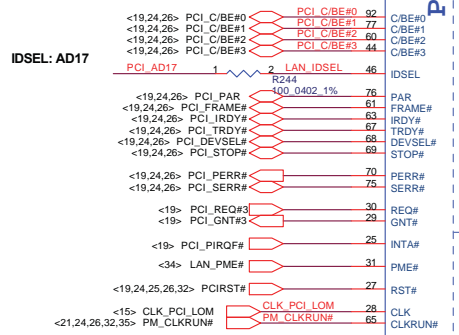 <19,24,26> PCI_C/BE#0 PCI_C/BE#0 92 C/BE#0
<19,24,26> PCI_C/BE#1 PCI_C/BE#1 77 C/BE#1
<19,24,26> PCI_C/BE#2 PCI_C/BE#2 60 C/BE#2
<19,24,26> PCI_C/BE#3 PCI_C/BE#3 44 C/BE#3
IDSEL: AD17
PCI_AD17 1 2 LAN_IDSEL 46 IDSEL
R244
100_0402_1%
<19,24,26> PCI_PAR 76 PAR
<19,24,26> PCI_FRAME# 61 FRAME#
<19,24,26> PCI_IRDY# 63 IRDY#
<19,24,26> PCI_TRDY# 67 TRDY#
<19,24,26> PCI_DEVSEL# 68 DEVSEL#
<19,24,26> PCI_STOP# 69 STOP#
<19,24,26> PCI_PERR# 70 PERR#
<19,24,26> PCI_SERR# 75 SERR#
<19> PCI_REQ#3 30 REQ#
<19> PCI_GNT#3 29 GNT#
<19> PCI_PIRQF# 25 INTA#
<34> LAN_PME# 31 PME#
<19,24,25,26,32> PCIRST# 27 RST#
<15> CLK_PCI_LOM CLK_PCI_LOM 28 CLK
<21,24,26,32,35> PM_CLKRUN# PM_CLKRUN# 65 CLKRUN#